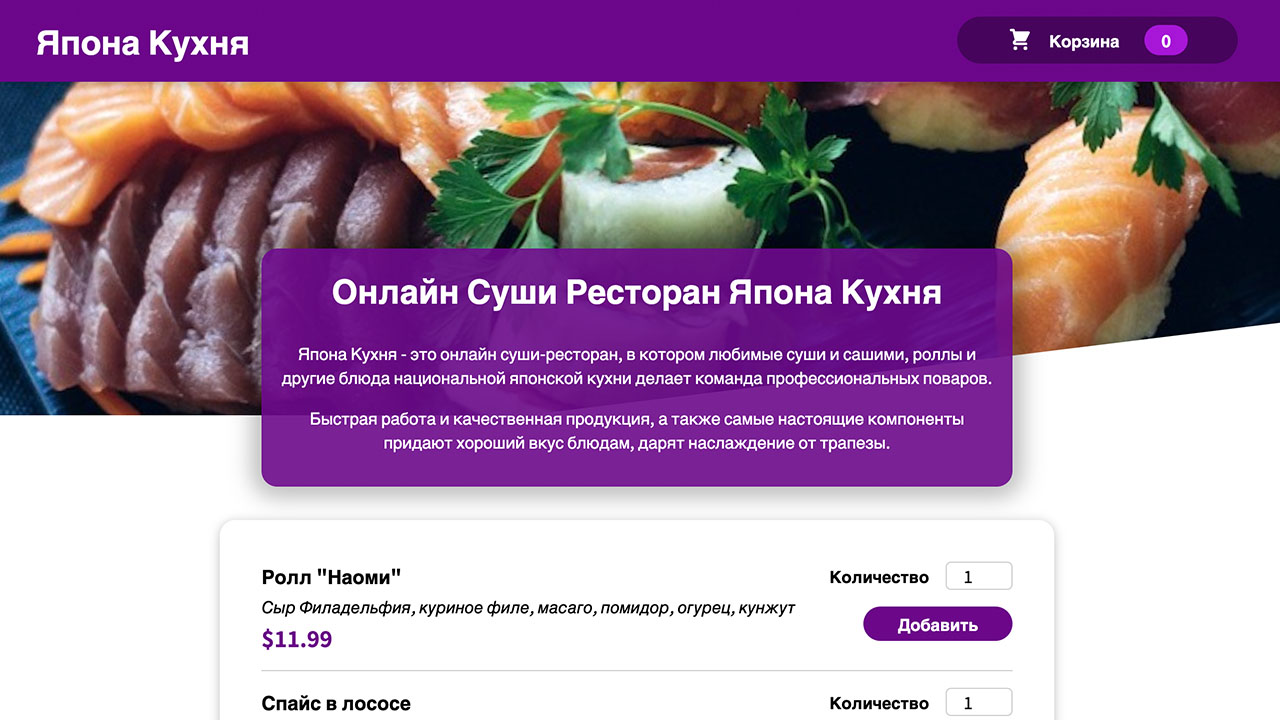 Япона Кухня
Корзина 0
Онлайн Суши Ресторан Япона Кухня
Япона Кухня - это онлайн суши-ресторан, в котором любимые суши и сашими, роллы и
другие блюда национальной японской кухни делает команда профессиональных поваров.
Быстрая работа и качественная продукция, а также самые настоящие компоненты
придают хороший вкус блюдам, дарят наслаждение от трапезы.
Ролл "Наоми"
Количество 1
Сыр Филадельфия, куриное филе, масаго, помидор, огурец, кунжут
Добавить
$11.99
Спайс в лососе
Количество 1